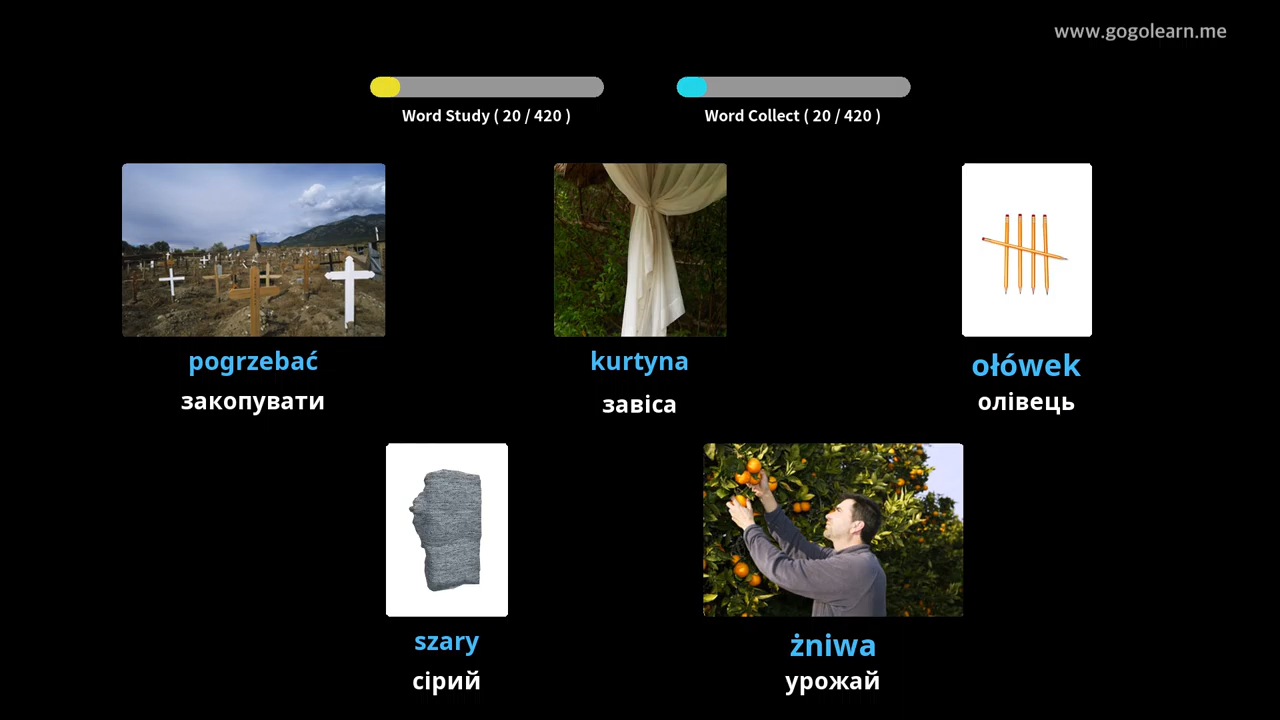 www.gogolearn.me
Word Study ( 20 / 420 )
Word Collect ( 20 / 420 )
pogrzebać
закопувати
kurtyna
завіса
ołówek
олівець
szary
сірий
żniwa
урожай